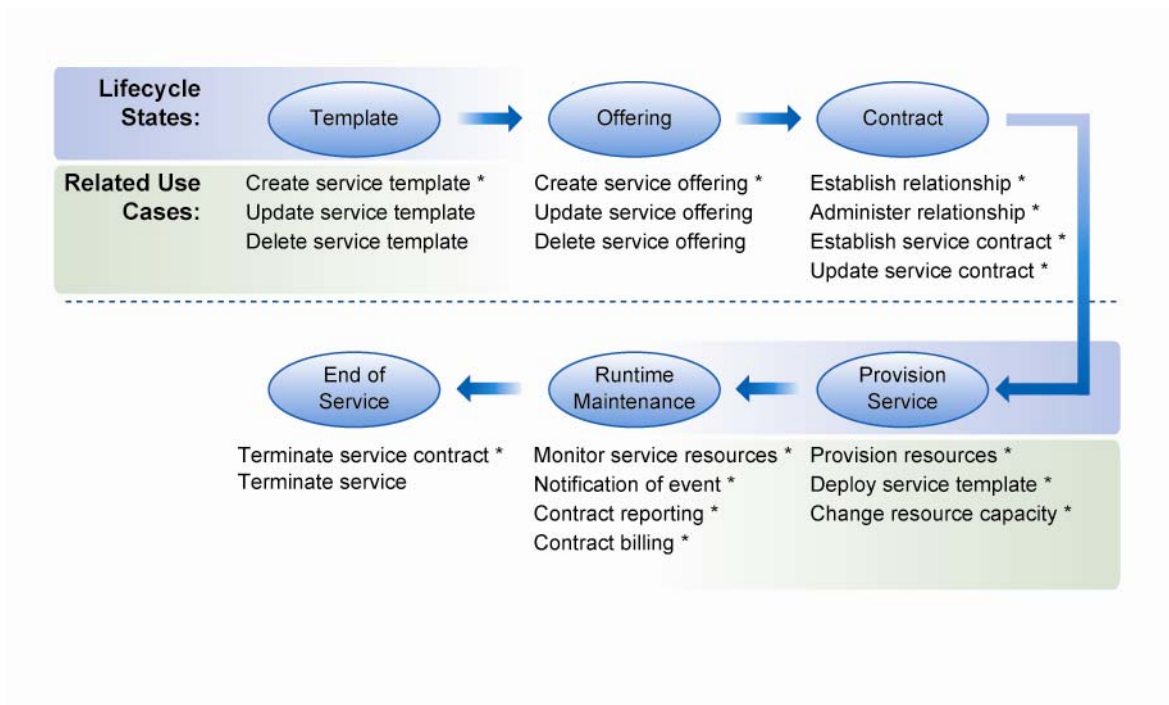 Lifecycle
States:
Template
Offering
Contract
Related Use
Cases:
Create service template *
Update service template
Delete service template
Create service offering *
Update service offering
Delete service offering
Establish relationship *
Administer relationship *
Establish service contract *
Update service contract *
End of
Service
Runtime
Maintenance
Provision
Service
Terminate service contract *
Terminate service
Monitor service resources *
Notification of event *
Contract reporting *
Contract billing *
Provision resources *
Deploy service template *
Change resource capacity *